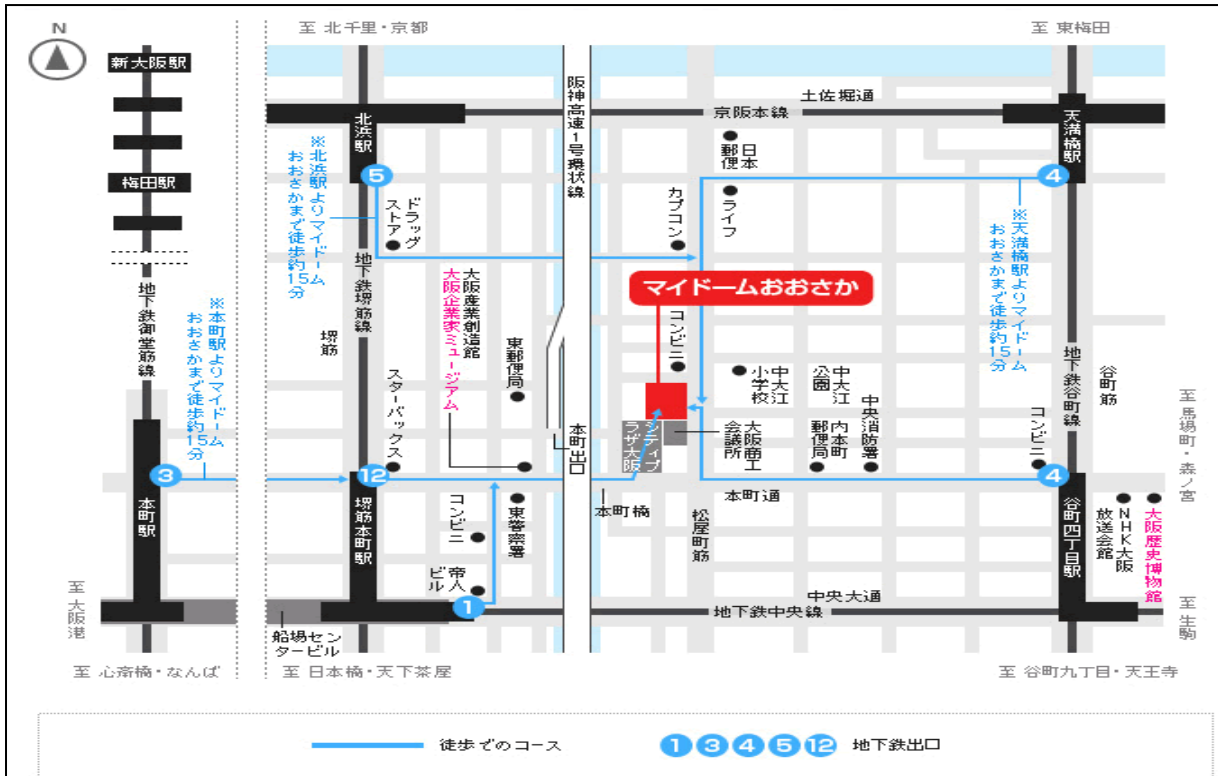 N
至 北千里・京都
至 東梅田
新大阪駅
梅田駅
地下鉄御堂筋線
※本町駅よりマイドーム
おおさかまで徒歩約15分
3
本町駅
至 大阪港
至 心斎橋・なんば
北浜駅
5
※北浜駅よりマイドーム
おおさかまで徒歩約15分
ドラッグ
ストア
地下鉄堺筋線
堺筋
大阪産業創造館
大阪企業家ミュージアム
東郵便局
スターバックス
12
堺筋本町駅
コンビニ
東警察署
帝人
ビル
1
船場セン
タービル
至 日本橋・天下茶屋
阪神高速1号環状線
本町出口
土佐堀通
京阪本線
日本
郵便
カプコン
ライフ
マイドームおおさか
コンビニ
中大江
小学校
中大江
公園
シティプ
ラザ大阪
大阪商工
会議所
内本町
郵便局
中央消防署
本町橋
松屋町筋
本町通
天満橋駅
4
※天満橋駅よりマイドーム
おおさかまで徒歩約15分
地下鉄谷町線
谷町筋
コンビニ
4
谷町四丁目駅
NHK大阪
放送会館
大阪歴史博物館
至 馬場町・森ノ宮
中央大通
地下鉄中央線
至 生駒
至 谷町九丁目・天王寺
徒歩でのコース
1 3 4 5 12 地下鉄出口